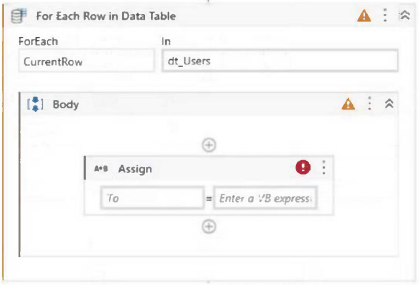 For Each Row in Data Table
ForEach In
CurrentRow dt_Users
Body
A*B Assign
To = Enter a VB express